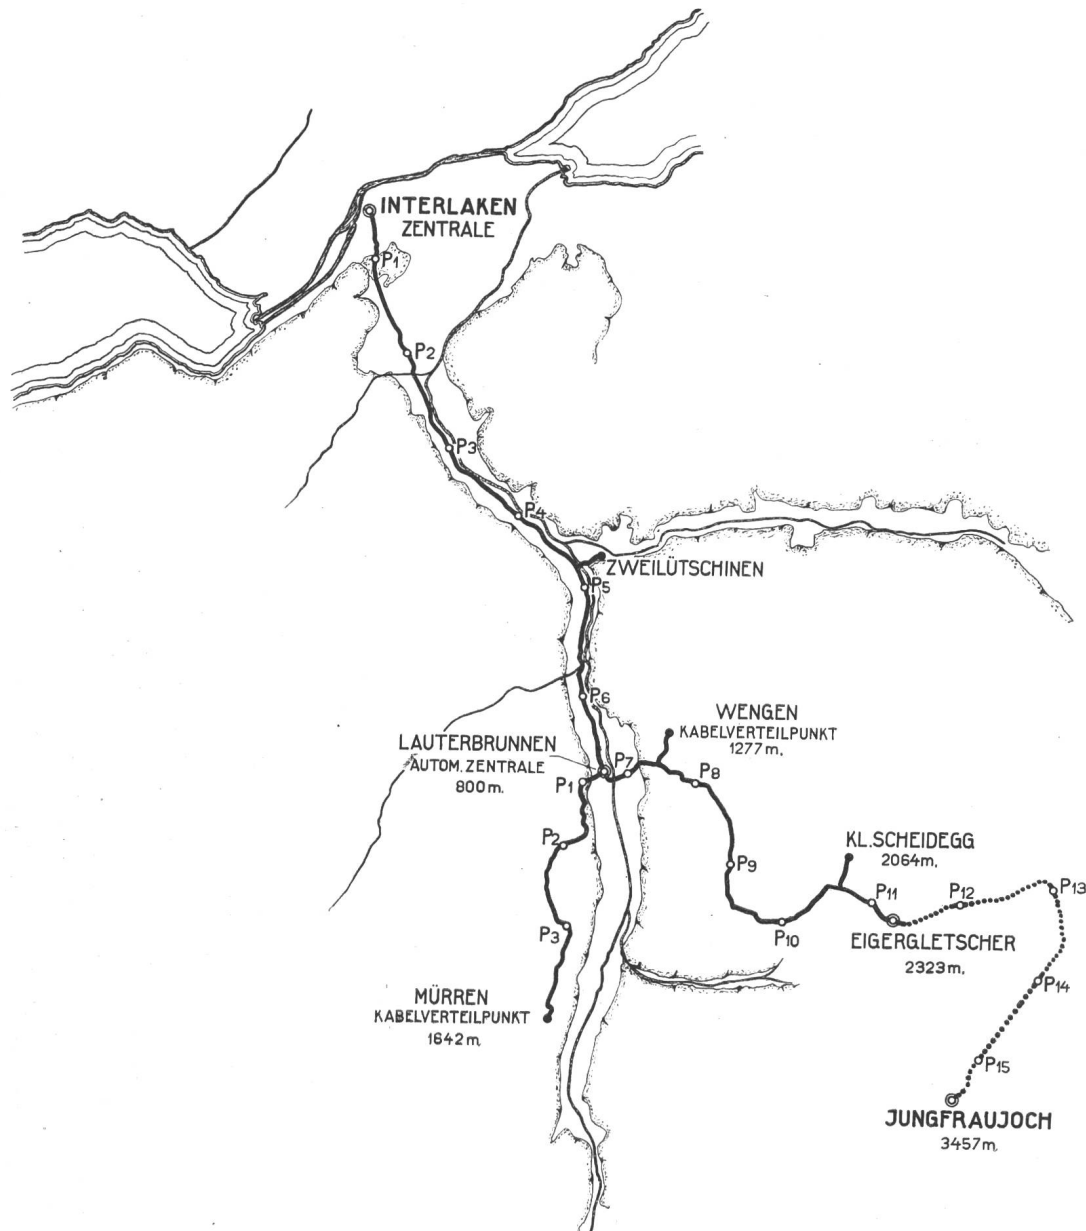 INTERLAKEN
ZENTRALE
P1
P2
P3
P4
ZWEILÜTSCHINEN
P5
P6
WENGEN
KABELVERTEILPUNKT
1277 m.
LAUTERBRUNNEN
AUTOM. ZENTRALE
800 m.
P7
P8
P1
P2
P3
MÜRREN
KABELVERTEILPUNKT
1642 m.
P9
P10
KL. SCHEIDEGG
2064 m.
P11
P12
P13
EIGERGLETSCHER
2323 m.
P14
P15
JUNGFRAUJOCH
3457 m.